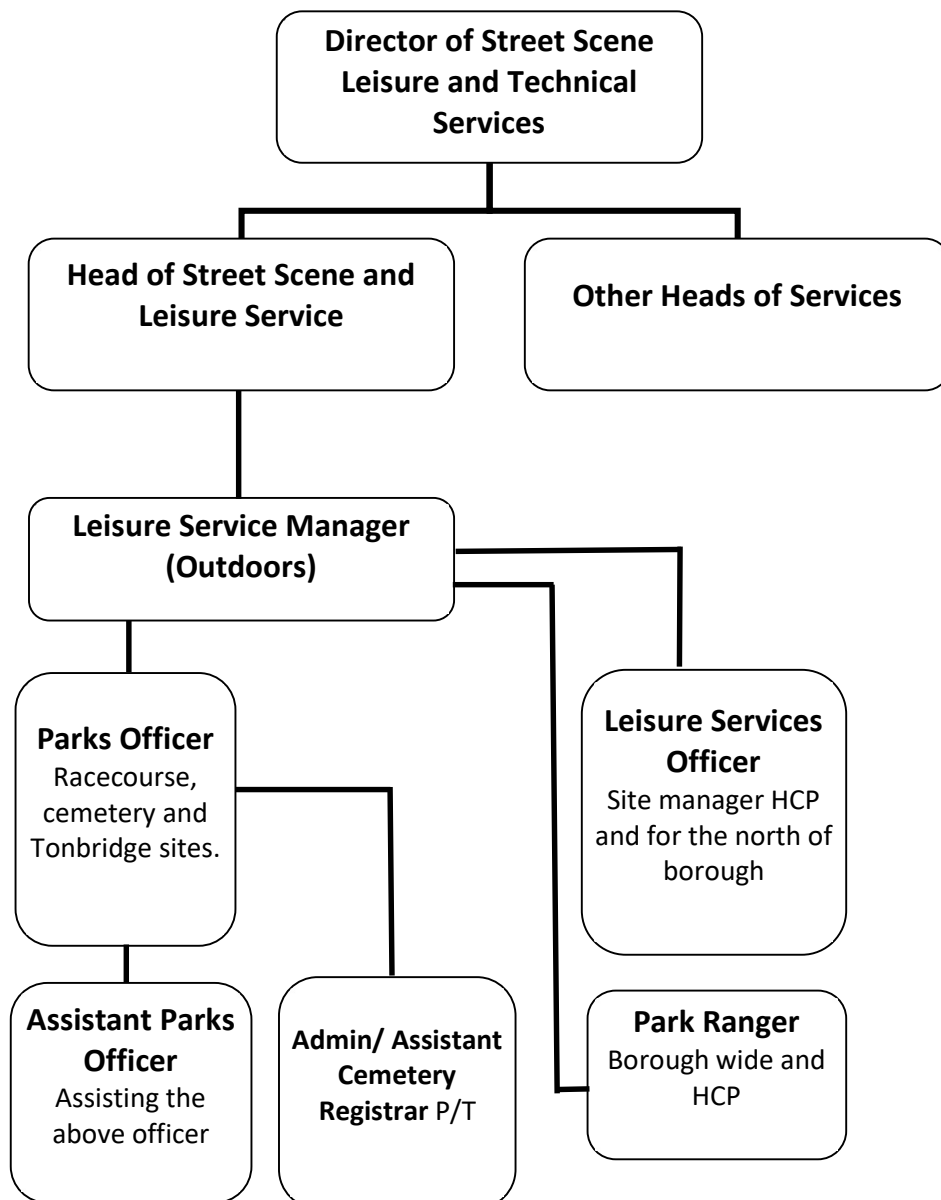 Director of Street Scene
Leisure and Technical
Services
Head of Street Scene and
Leisure Service
Other Heads of Services
Leisure Service Manager
(Outdoors)
Parks Officer
Racecourse,
cemetery and
Tonbridge sites.
Leisure Services
Officer
Site manager HCP
and for the north of
borough
Assistant Parks
Officer
Assisting the
above officer
Admin/ Assistant
Cemetery
Registrar P/T
Park Ranger
Borough wide and
HCP